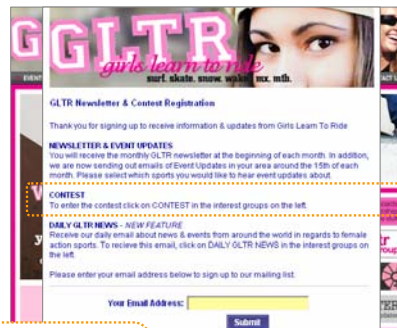 GLTR
girls learn to ride
surf. skate. snow. wake. mx. mtb.
GLTR Newsletter & Contest Registration
Thank you for signing up to receive information & updates from Girls Learn To Ride
NEWSLETTER & EVENT UPDATES
You will receive the monthly GLTR newsletter at the beginning of each month. In addition,
we are now sending out emails of Event Updates in your area around the 15th of each
month. Please select which sports you would like to hear event updates about.
CONTEST
To enter the contest click on CONTEST in the interest groups on the left.
DAILY GLTR NEWS - NEW FEATURE
Receive our daily email about news & events from around the world in regards to female
action sports. To recieve this email, click on DAILY GLTR NEWS in the interest groups on
the left.
Please enter your email address below to sign-up to our mailing list.
Your Email Address:
Submit